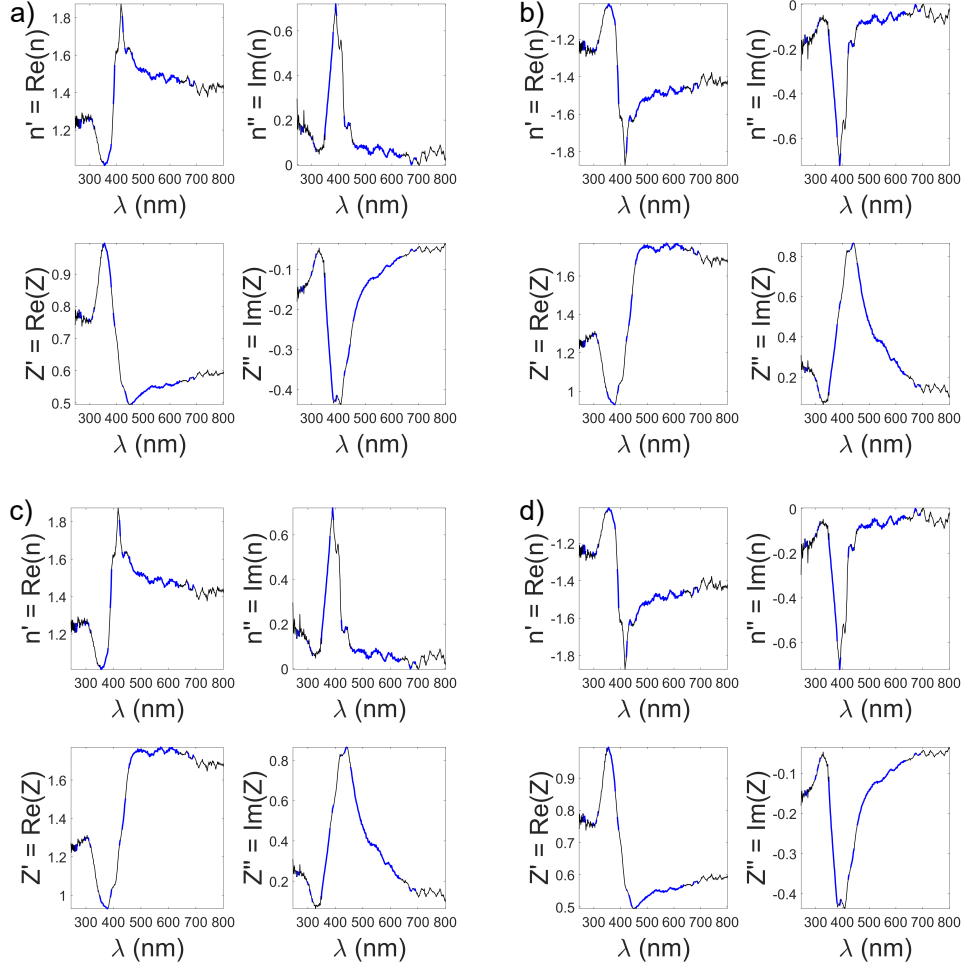 a)
n' = Re(n)
1.8
1.6
1.4
1.2
300 400 500 600 700 800
λ (nm)
n'' = Im(n)
0.6
0.4
0.2
0
300 400 500 600 700 800
λ (nm)
Z' = Re(Z)
0.9
0.8
0.7
0.6
0.5
300 400 500 600 700 800
λ (nm)
Z'' = Im(Z)
-0.1
-0.2
-0.3
-0.4
300 400 500 600 700 800
λ (nm)
b)
n' = Re(n)
-1.2
-1.4
-1.6
-1.8
300 400 500 600 700 800
λ (nm)
n'' = Im(n)
0
-0.2
-0.4
-0.6
300 400 500 600 700 800
λ (nm)
Z' = Re(Z)
1.6
1.4
1.2
1
300 400 500 600 700 800
λ (nm)
Z'' = Im(Z)
0.8
0.6
0.4
0.2
300 400 500 600 700 800
λ (nm)
c)
n' = Re(n)
1.8
1.6
1.4
1.2
300 400 500 600 700 800
λ (nm)
n'' = Im(n)
0.6
0.4
0.2
0
300 400 500 600 700 800
λ (nm)
Z' = Re(Z)
1.6
1.4
1.2
1
300 400 500 600 700 800
λ (nm)
Z'' = Im(Z)
0.8
0.6
0.4
0.2
300 400 500 600 700 800
λ (nm)
d)
n' = Re(n)
-1.2
-1.4
-1.6
-1.8
300 400 500 600 700 800
λ (nm)
n'' = Im(n)
0
-0.2
-0.4
-0.6
300 400 500 600 700 800
λ (nm)
Z' = Re(Z)
0.9
0.8
0.7
0.6
0.5
300 400 500 600 700 800
λ (nm)
Z'' = Im(Z)
-0.1
-0.2
-0.3
-0.4
300 400 500 600 700 800
λ (nm)